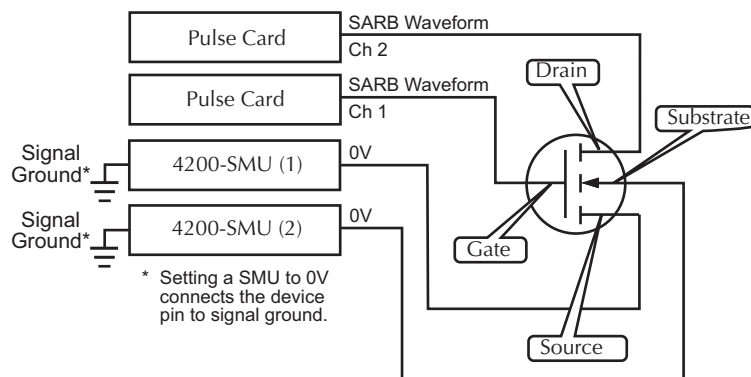 Pulse Card
SARB Waveform
Ch 2
Drain
Pulse Card
SARB Waveform
Ch 1
Substrate
Signal
Ground*
4200-SMU (1)
0V
Signal
Ground*
4200-SMU (2)
0V
Gate
* Setting a SMU to 0V
connects the device
pin to signal ground.
Source